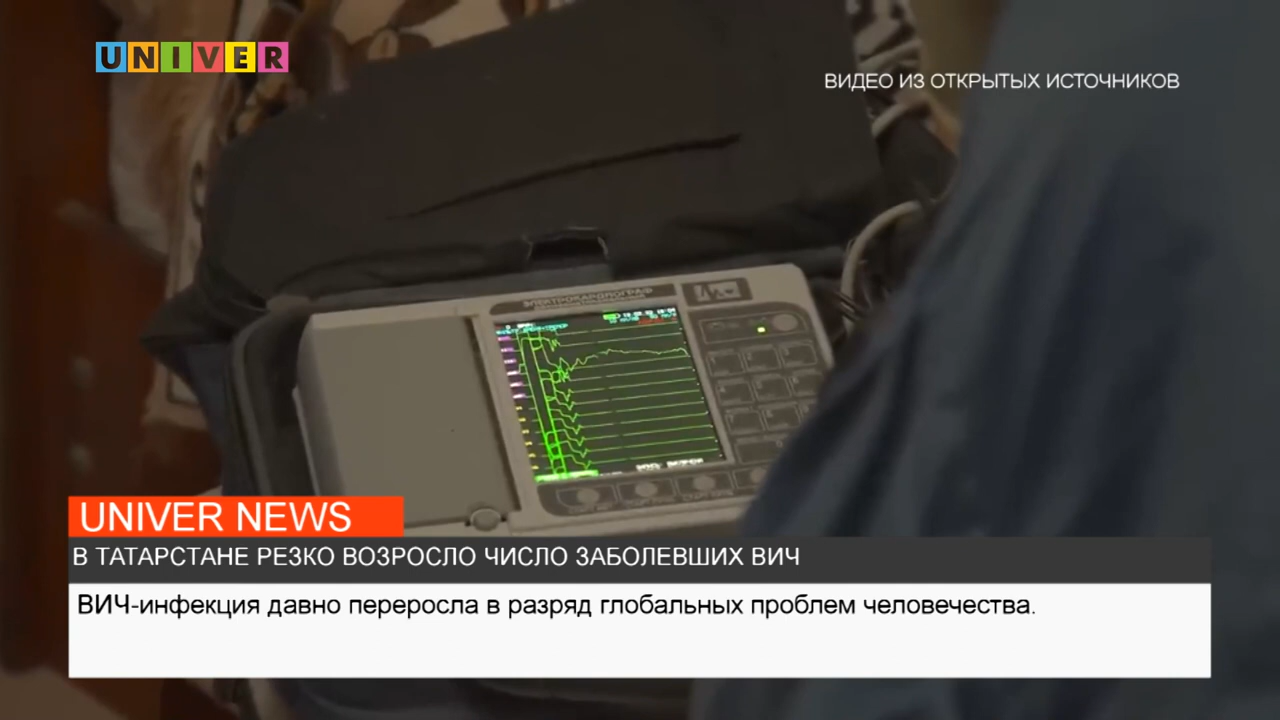 UNIVER
ВИДЕО ИЗ ОТКРЫТЫХ ИСТОЧНИКОВ
ЭЛЕКТРОКАРДИОГРАФ
UNIVER NEWS
В ТАТАРСТАНЕ РЕЗКО ВОЗРОСЛО ЧИСЛО ЗАБОЛЕВШИХ ВИЧ
ВИЧ-инфекция давно переросла в разряд глобальных проблем человечества.